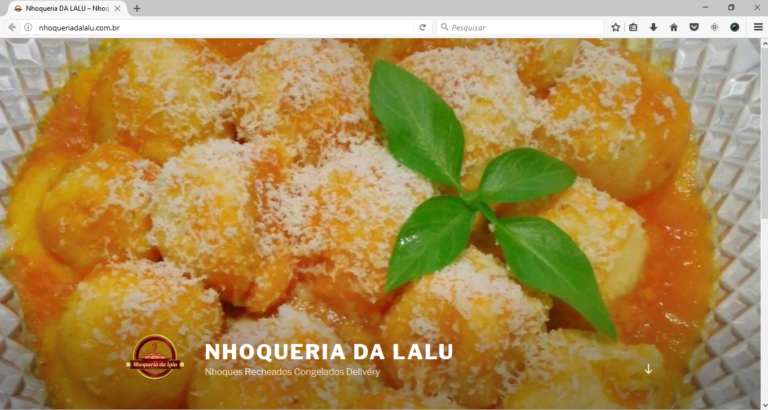 Nhoqueria DA LALU – Nhoq
nhoqueriadalalu.com.br
Pesquisar
Nhoqueria da Lalu
NHOQUERIA DA LALU
Nhoques Recheados Congelados Delivery